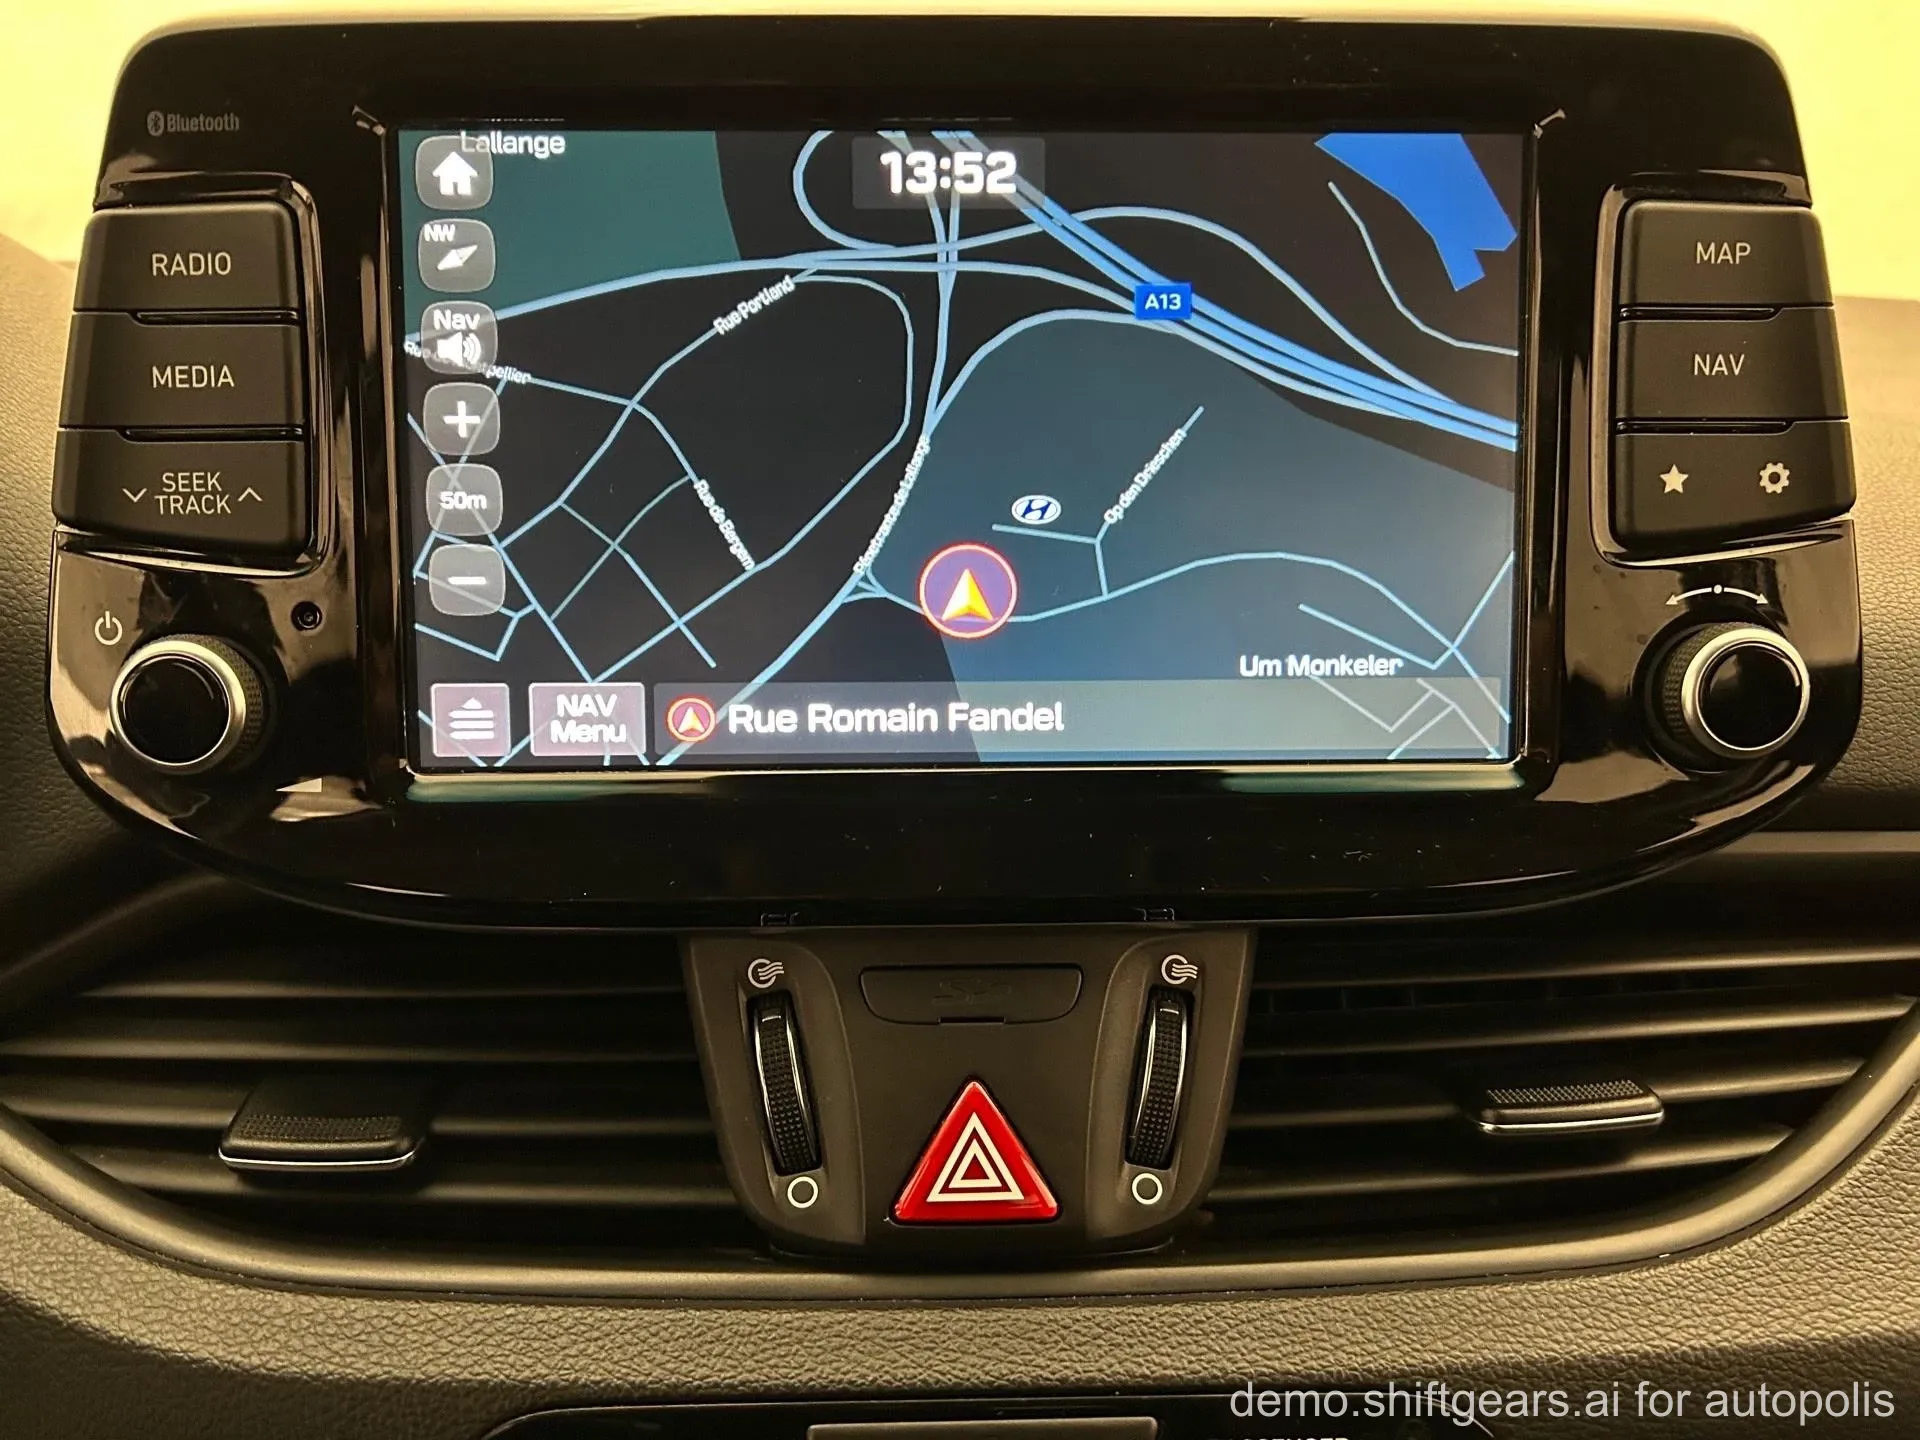 Bluetooth
Lallange
13:52
NW
RADIO
MAP
A13
Rue Portland
Nav
MEDIA
NAV
50m
SEEK
TRACK
Rue de Bergem
Op den Drieschen
Um Monkeler
NAV
Menu
Rue Romain Fandel
demo.shiftgears.ai for autopolis